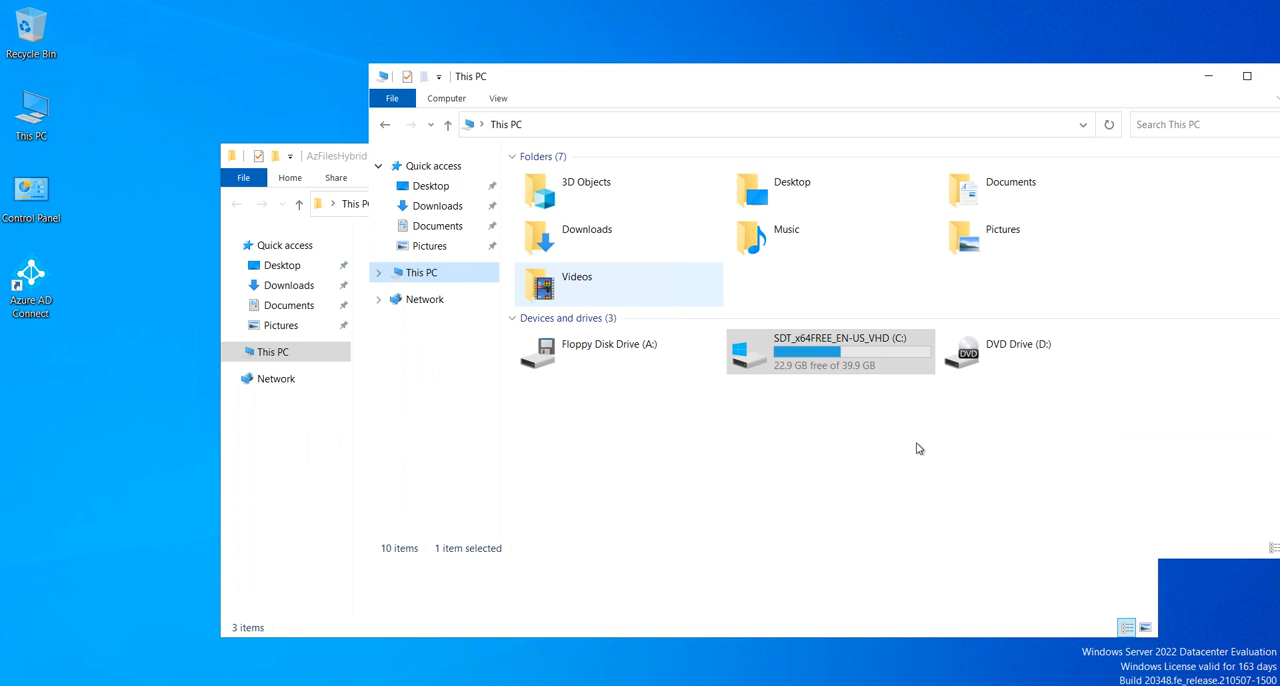 Recycle Bin
This PC
Control Panel
Azure AD
Connect
AzFilesHybrid
File
Home
Share
This P
Quick access
Desktop
Downloads
Documents
Pictures
This PC
Network
3 items
This PC
File
Computer
View
This PC
Search This PC
Quick access
Desktop
Downloads
Documents
Pictures
This PC
Network
Folders (7)
3D Objects
Desktop
Documents
Downloads
Music
Pictures
Videos
Devices and drives (3)
Floppy Disk Drive (A:)
SDT_x64FREE_EN-US_VHD (C:)
22.9 GB free of 39.9 GB
DVD
DVD Drive (D:)
10 items
1 item selected
Windows Server 2022 Datacenter Evaluation
Windows License valid for 163 days
Build 20348.fe_release.210507-1500